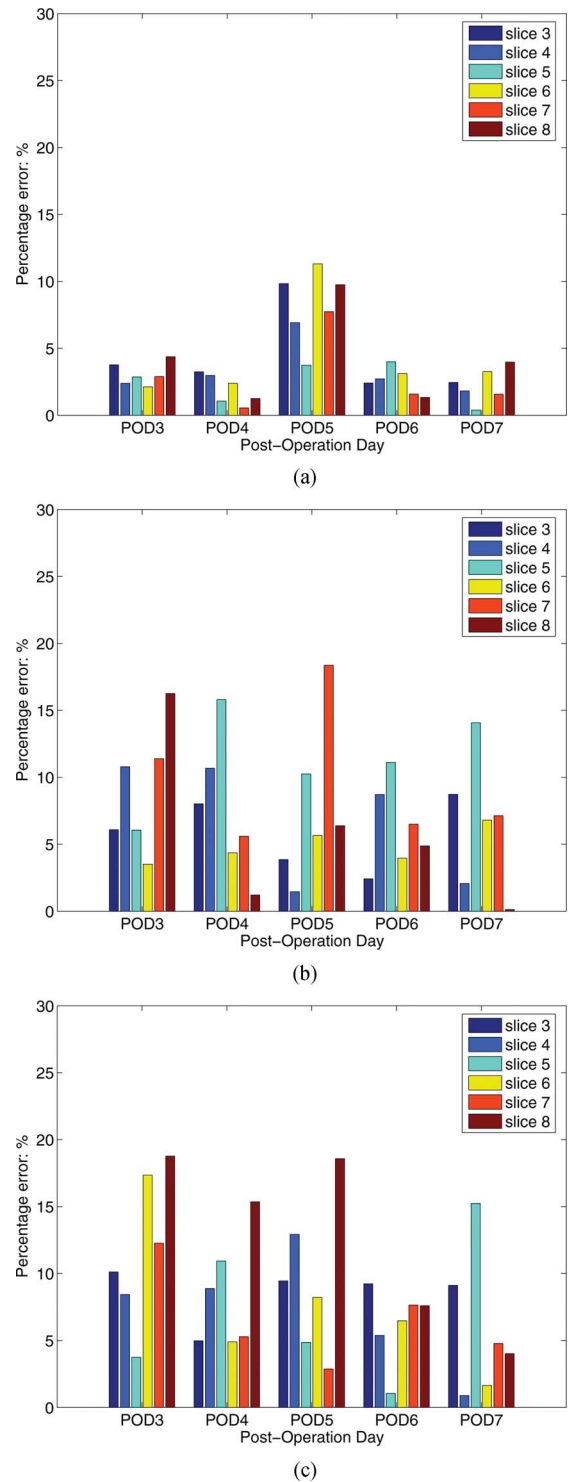 30
25
20
15
10
5
0
Percentage error: %
slice 3
slice 4
slice 5
slice 6
slice 7
slice 8
POD3 POD4 POD5 POD6 POD7
Post-Operation Day
(a)
30
25
20
15
10
5
0
Percentage error: %
slice 3
slice 4
slice 5
slice 6
slice 7
slice 8
POD3 POD4 POD5 POD6 POD7
Post-Operation Day
(b)
30
25
20
15
10
5
0
Percentage error: %
slice 3
slice 4
slice 5
slice 6
slice 7
slice 8
POD3 POD4 POD5 POD6 POD7
Post-Operation Day
(c)